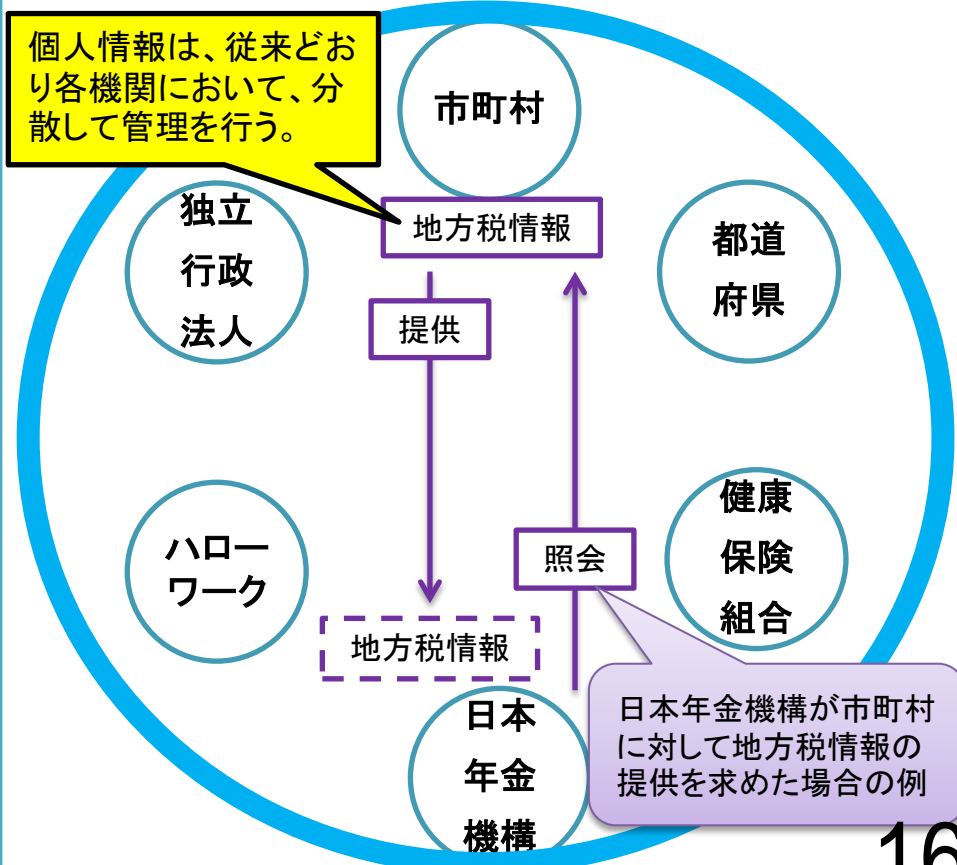 個人情報は、従来どお
り各機関において、分
散して管理を行う。
市町村
独立
行政
法人
地方税情報
都道
府県
提供
ハロー
ワーク
照会
健康
保険
組合
地方税情報
日本
年金
機構
日本年金機構が市町村
に対して地方税情報の
提供を求めた場合の例
16